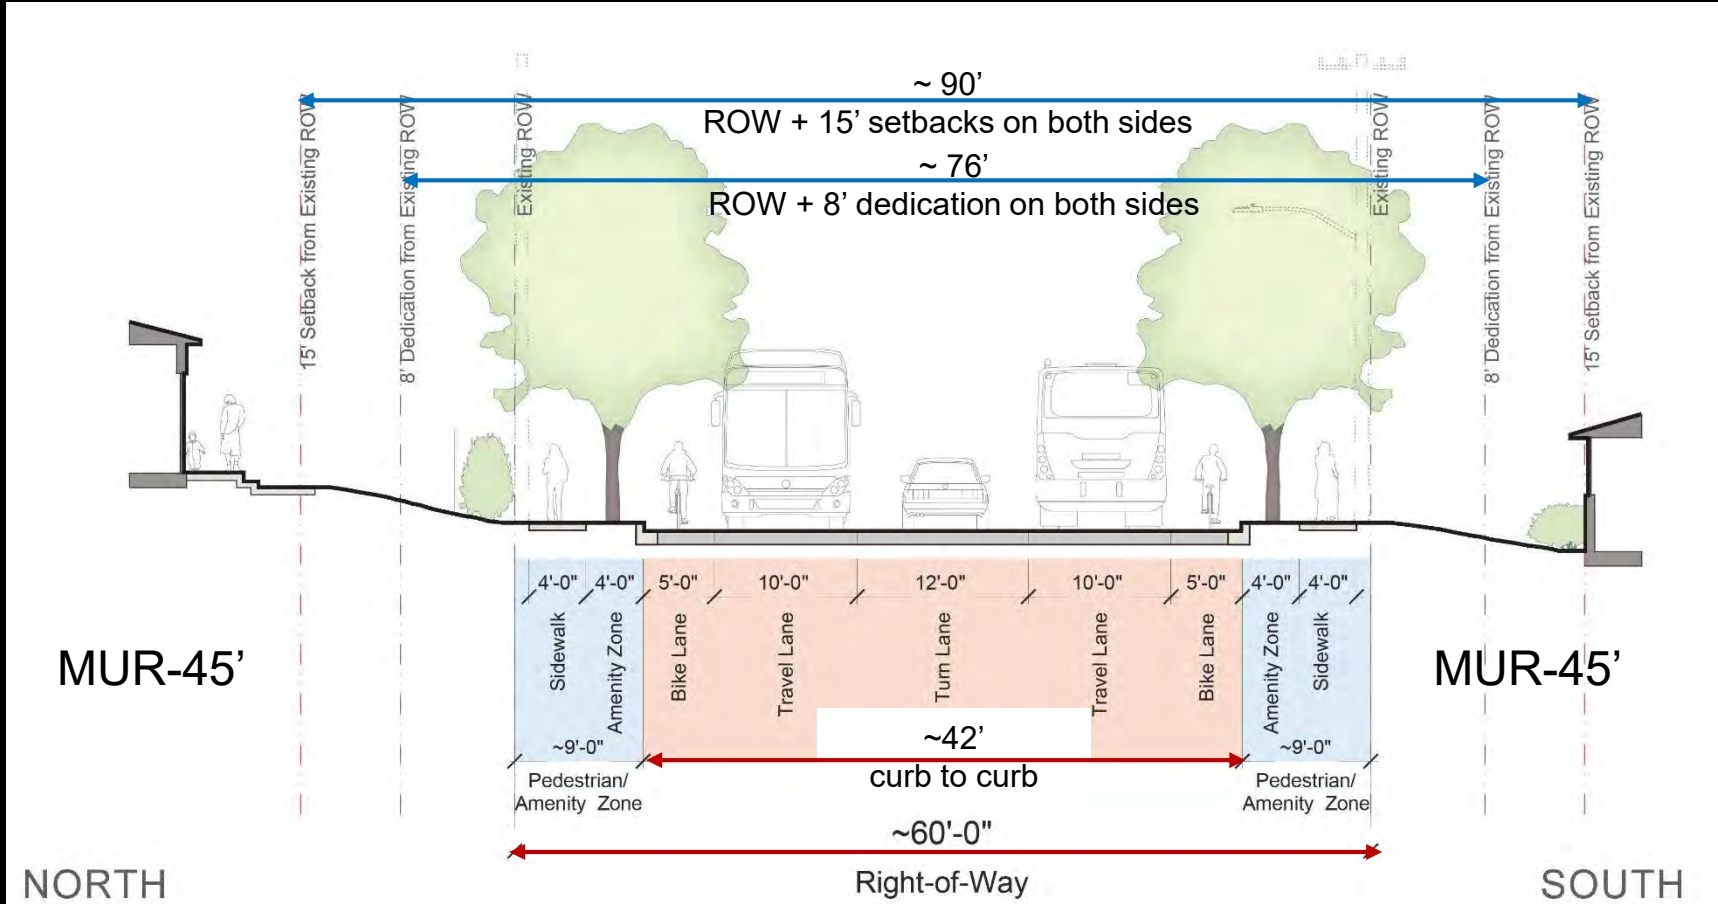 ~ 90’
ROW + 15’ setbacks on both sides
~ 76’
ROW + 8’ dedication on both sides
15' Setback from Existing ROW
8' Dedication from Existing ROW
Existing ROW
Existing ROW
8' Dedication from Existing ROW
15' Setback from Existing ROW
4'-0" 4'-0" 5'-0" 10'-0" 12'-0" 10'-0" 5'-0" 4'-0" 4'-0"
Sidewalk
Amenity Zone
Bike Lane
Travel Lane
Turn Lane
Travel Lane
Bike Lane
Amenity Zone
Sidewalk
MUR-45’
MUR-45’
~9'-0"
~42’
~9'-0"
curb to curb
Pedestrian/
Amenity Zone
Pedestrian/
Amenity Zone
~60'-0"
Right-of-Way
NORTH
SOUTH